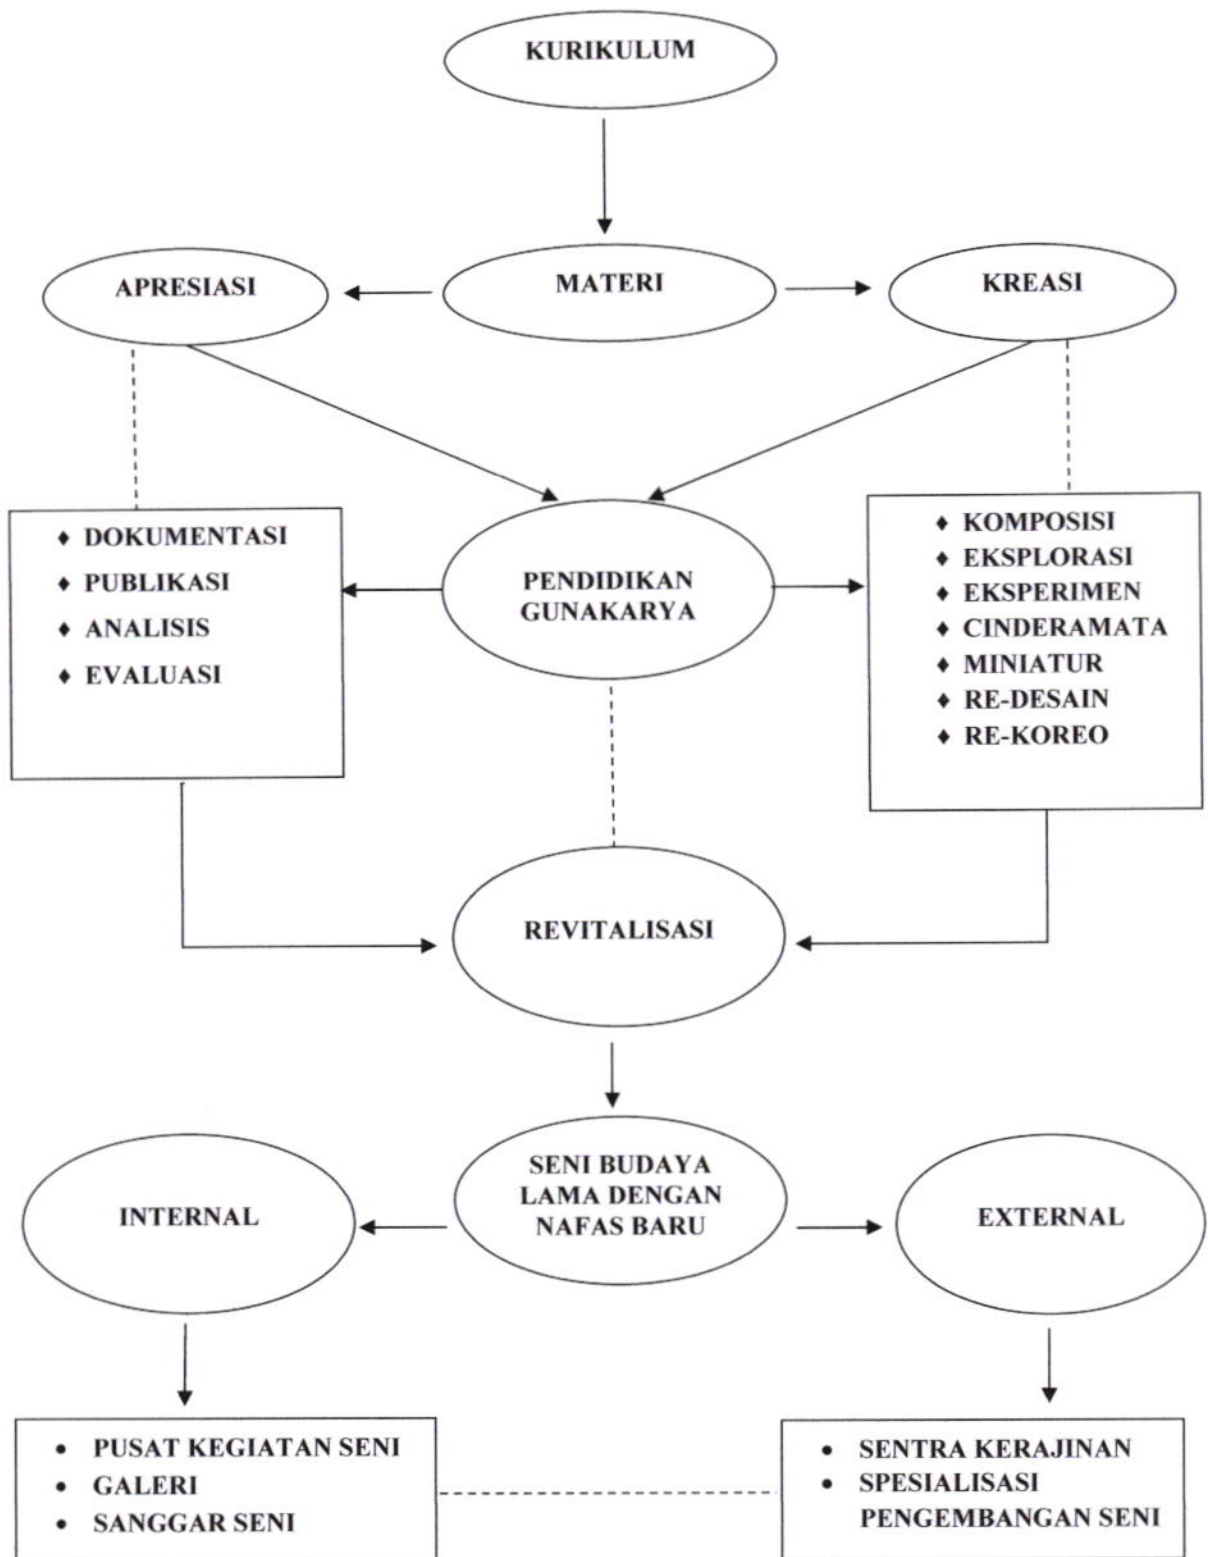 KURIKULUM
APRESIASI
MATERI
KREASI
♦ DOKUMENTASI
♦ PUBLIKASI
♦ ANALISIS
♦ EVALUASI
PENDIDIKAN
GUNAKARYA
♦ KOMPOSISI
♦ EKSPLORASI
♦ EKSPERIMEN
♦ CINDERAMATA
♦ MINIATUR
♦ RE-DESAIN
♦ RE-KOREO
REVITALISASI
INTERNAL
SENI BUDAYA
LAMA DENGAN
NAFAS BARU
EXTERNAL
• PUSAT KEGIATAN SENI
• GALERI
• SANGGAR SENI
• SENTRA KERAJINAN
• SPESIALISASI
PENGEMBANGAN SENI